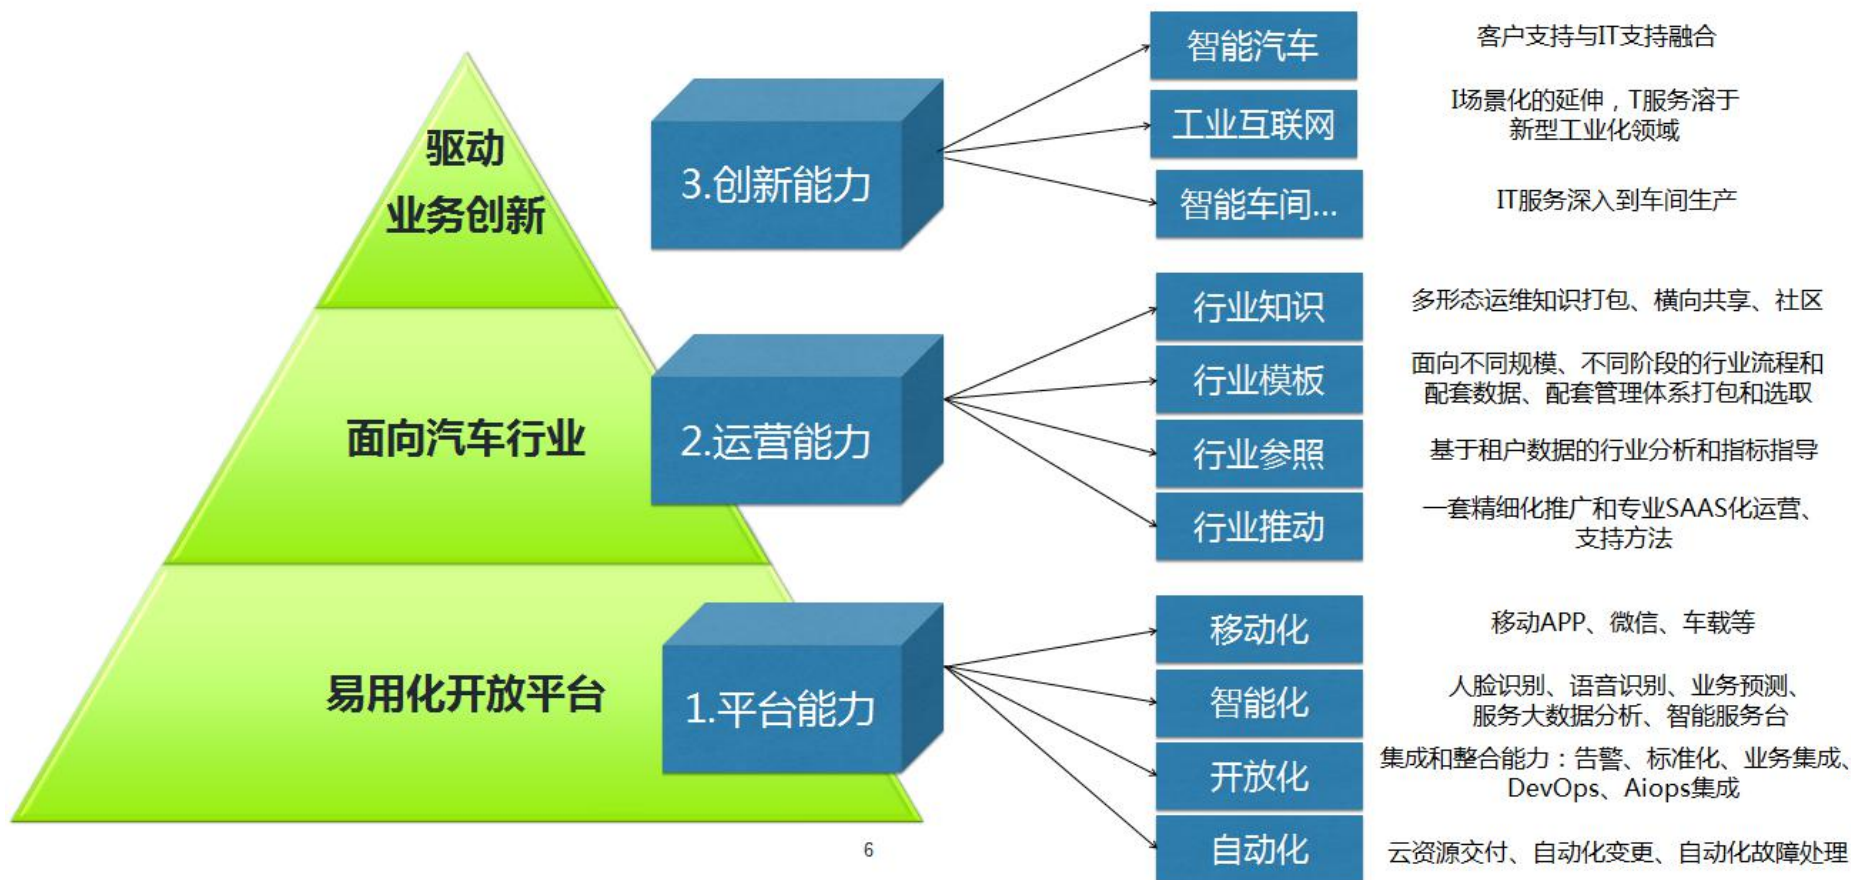 驱动
业务创新
面向汽车行业
易用化开放平台
3.创新能力
智能汽车
客户支持与IT支持融合
工业互联网
I场景化的延伸，T服务溶于
新型工业化领域
智能车间...
IT服务深入到车间生产
2.运营能力
行业知识
多形态运维知识打包、横向共享、社区
行业模板
面向不同规模、不同阶段的行业流程和
配套数据、配套管理体系打包和选取
行业参照
基于租户数据的行业分析和指标指导
行业推动
一套精细化推广和专业SAAS化运营、
支持方法
1.平台能力
移动化
移动APP、微信、车载等
智能化
人脸识别、语音识别、业务预测、
服务大数据分析、智能服务台
开放化
集成和整合能力：告警、标准化、业务集成、
DevOps、Aiops集成
自动化
云资源交付、自动化变更、自动化故障处理
6